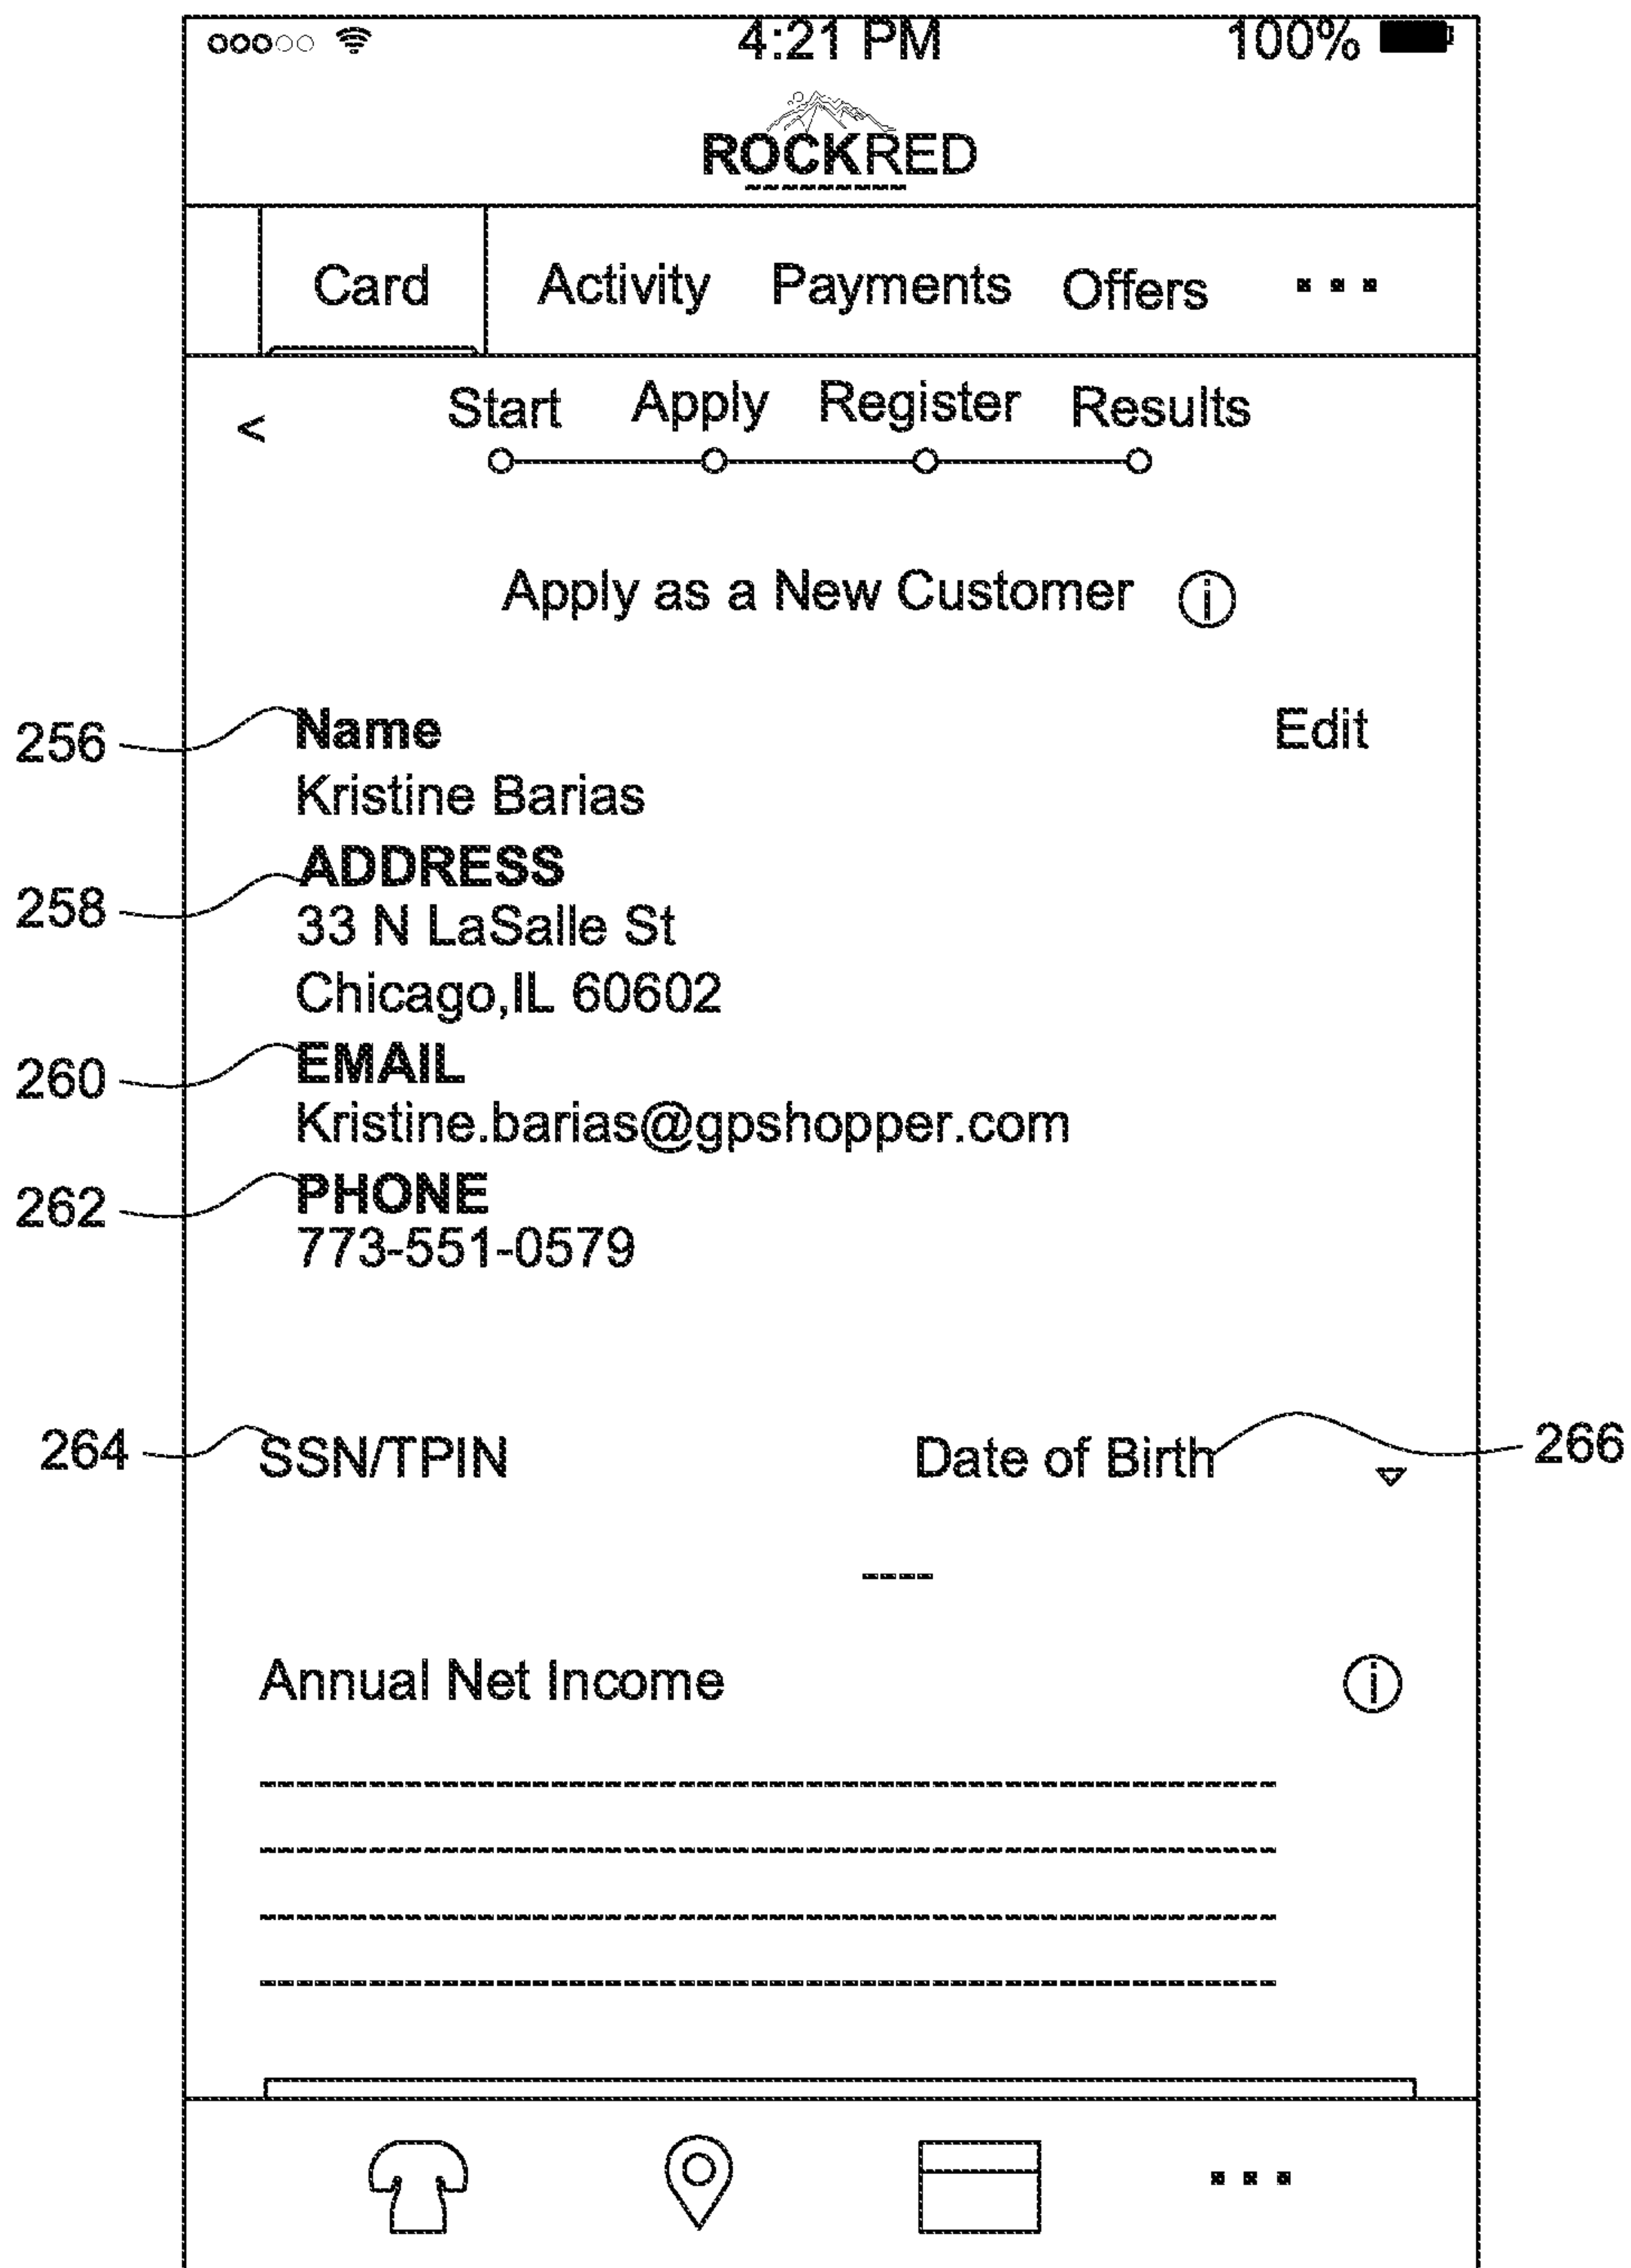 4:21 PM 100%
ROCKRED
Card Activity Payments Offers ...
< Start Apply Register Results
Apply as a New Customer i
256 Name Edit
Kristine Barias
258 ADDRESS
33 N LaSalle St
Chicago,IL 60602
260 EMAIL
Kristine.barias@gpshopper.com
262 PHONE
773-551-0579
264 SSN/TPIN Date of Birth 266
Annual Net Income i
...